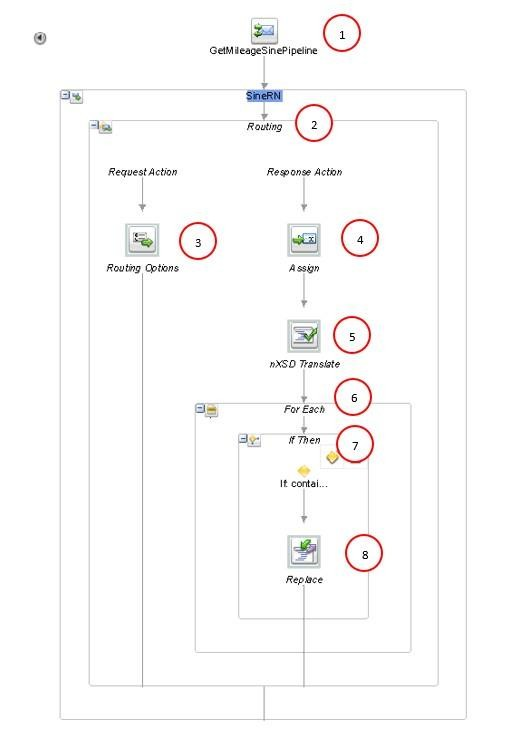 1
GetMileageSinePipeline
SineRN
Routing
2
Request Action
Response Action
3
4
Routing Options
Assign
5
nXSD Translate
6
For Each
If Then
7
If: contai...
8
Replace